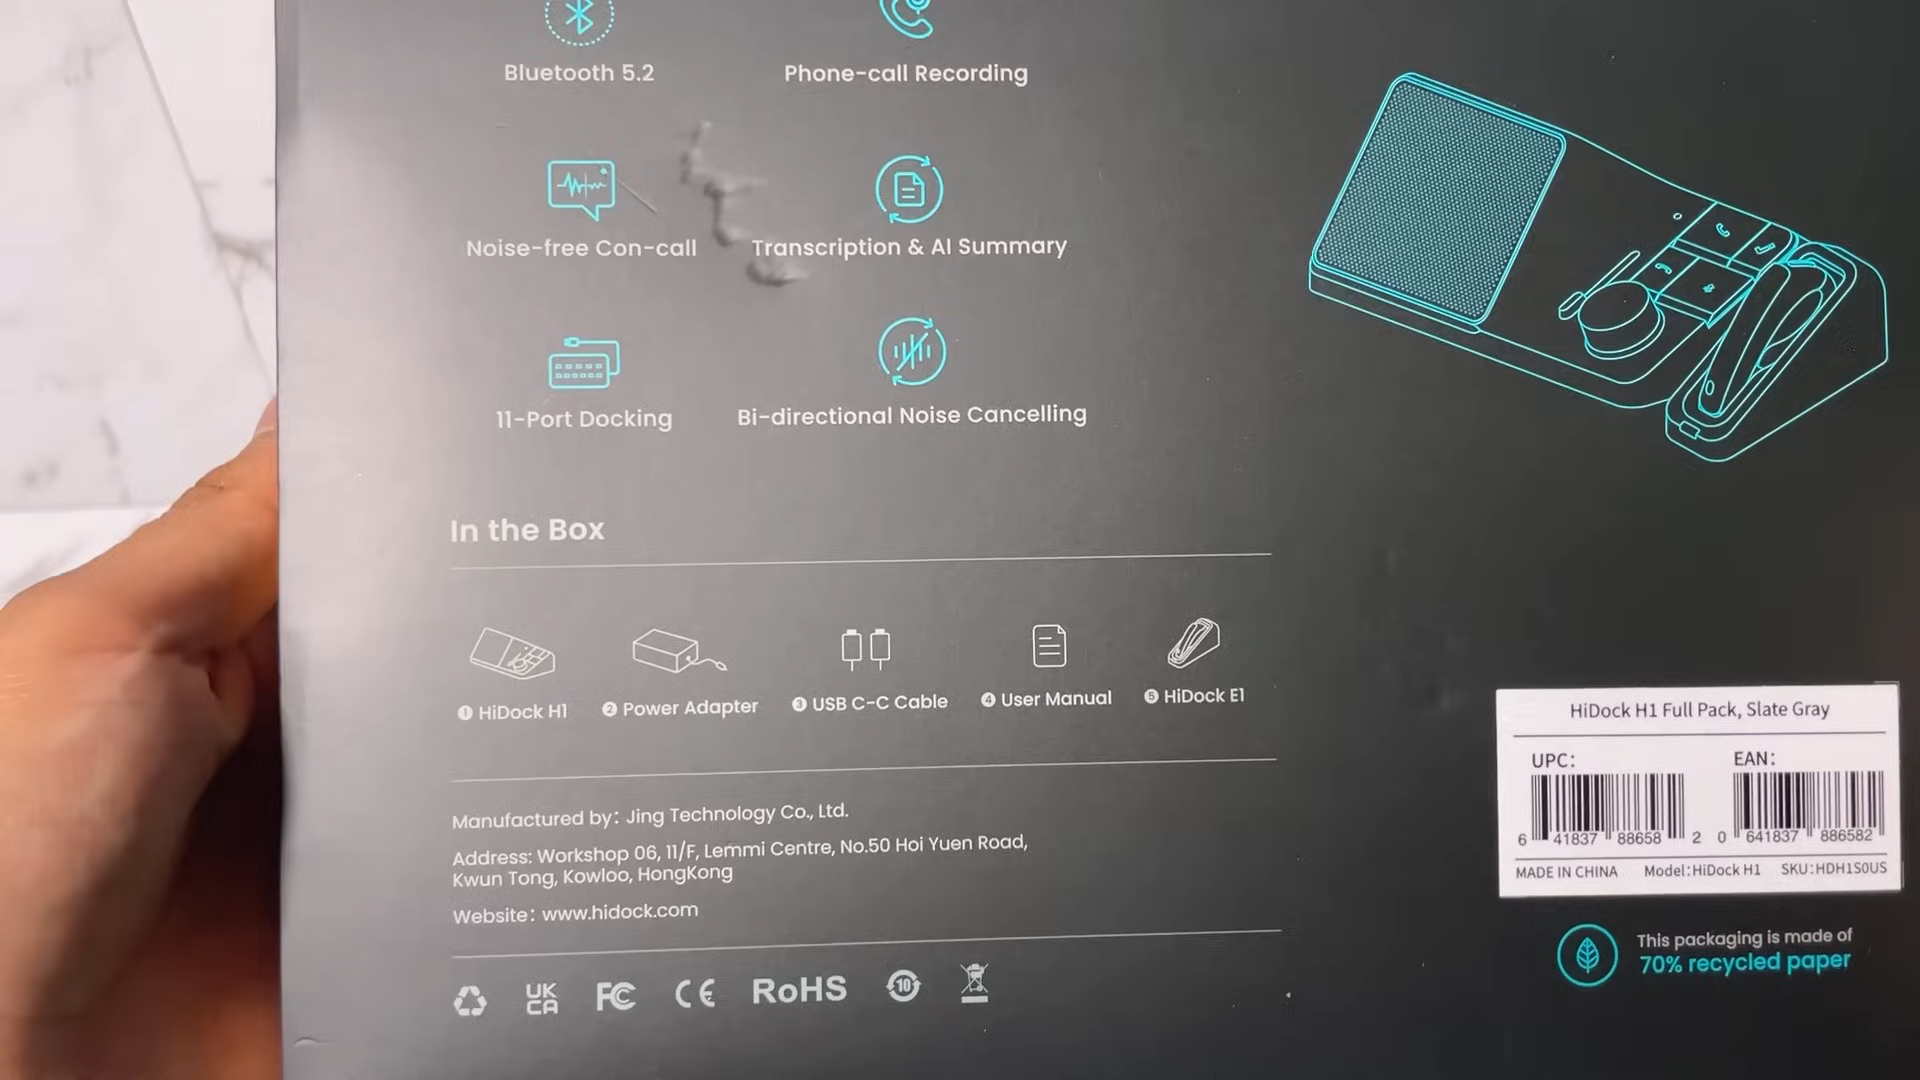 Bluetooth 5.2
Phone-call Recording
Noise-free Con-call
Transcription & AI Summary
11-Port Docking
Bi-directional Noise Cancelling
In the Box
1 HiDock H1
2 Power Adapter
3 USB C-C Cable
4 User Manual
5 HiDock E1
Manufactured by: Jing Technology Co., Ltd.
Address: Workshop 06, 11/F, Lemmi Centre, No.50 Hoi Yuen Road,
Kwun Tong, Kowloo, HongKong
Website: www.hidock.com
UK
CA
FC
CE
RoHS
10
HiDock H1 Full Pack, Slate Gray
UPC:
6 41837 88658 2
EAN:
0 641837 886582
MADE IN CHINA
Model:HiDock H1
SKU:HDH1S0US
This packaging is made of
70% recycled paper